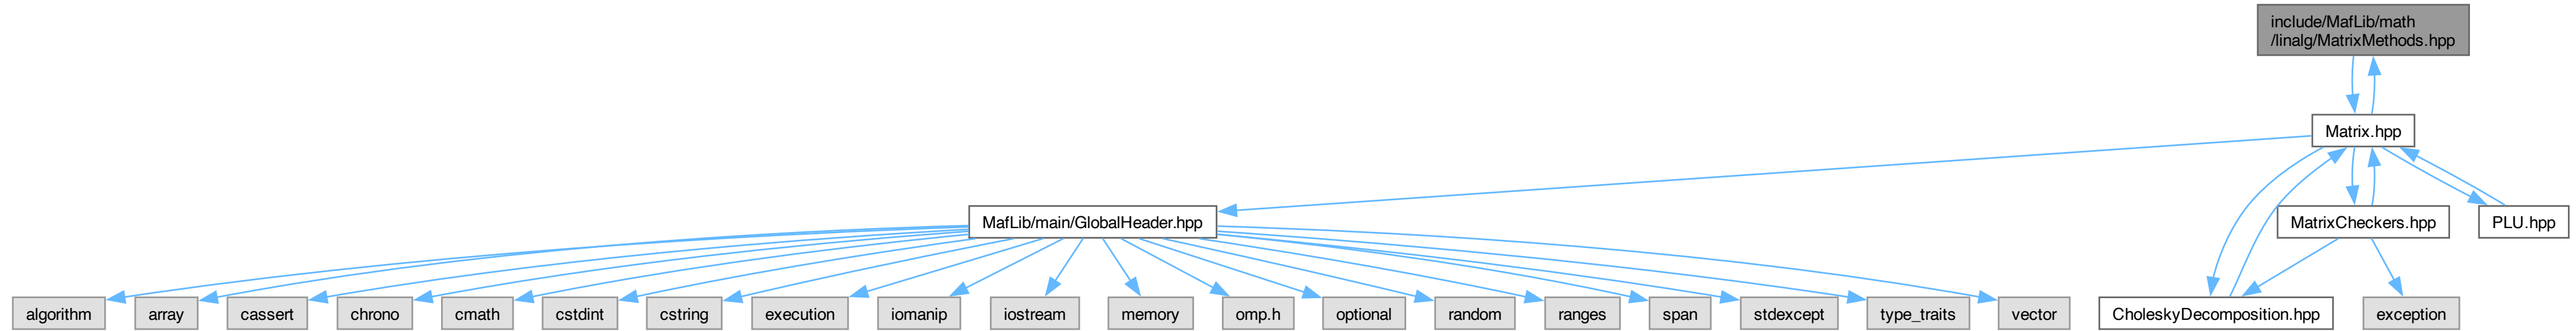 include/MafLib/math
/linalg/MatrixMethods.hpp
Matrix.hpp
MafLib/main/GlobalHeader.hpp
MatrixCheckers.hpp
PLU.hpp
algorithm
array
cassert
chrono
cmath
cstdint
cstring
execution
iomanip
iostream
memory
omp.h
optional
random
ranges
span
stdexcept
type_traits
vector
CholeskyDecomposition.hpp
exception